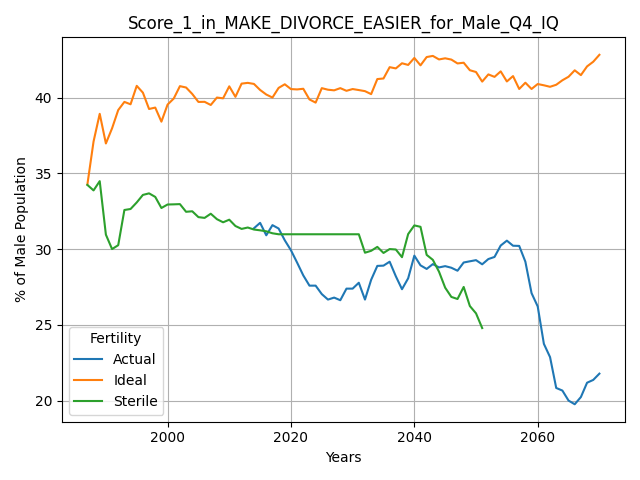 Score_1_in_MAKE_DIVORCE_EASIER_for_Male_Q4_IQ
% of Male Population
40
35
30
25
20
Fertility
Actual
Ideal
Sterile
2000
2020
2040
2060
Years